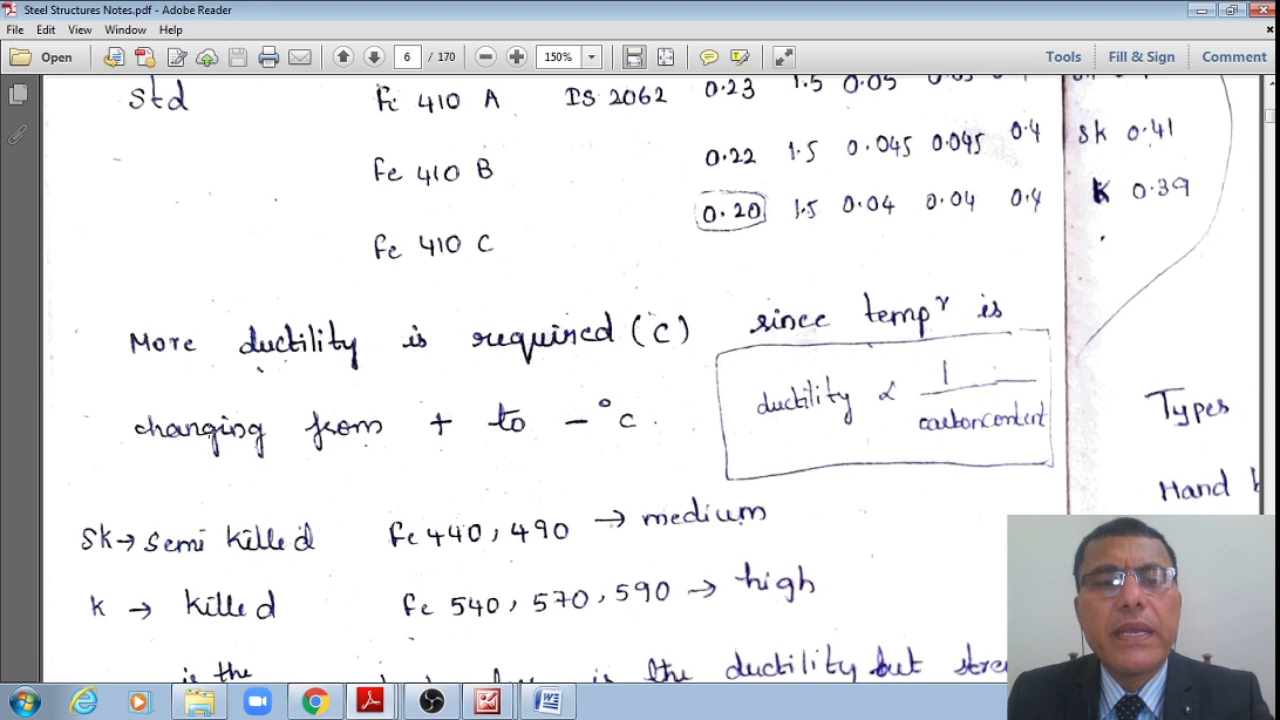 Steel Structures Notes.pdf - Adobe Reader
File Edit View Window Help
Open 6 / 170 150% Tools Fill & Sign Comment
Std Fe 410 A IS 2062 0.23 1.5 0.05
Fe 410 B 0.22 1.5 0.045 0.045 0.4 Sk 0.41
0.20 1.5 0.04 0.04 0.4 K 0.39
Fe 410 C
More ductility is required (C) since tempr is
changing from + to - °C.
ductility ∝ 1
carboncontent
Types
Hand
Sk → Semi killed Fe 440, 490 → medium
K → killed Fe 540, 570, 590 → high
is the is the ductility but